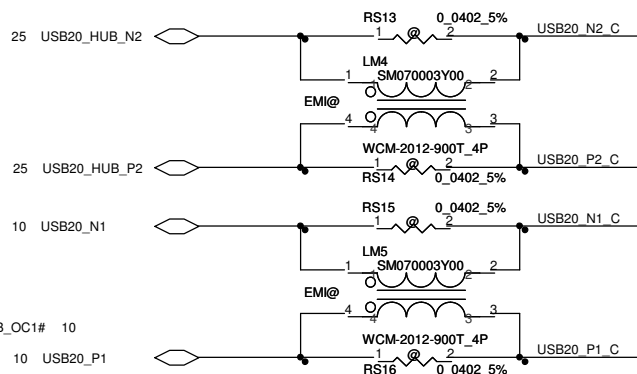 RS13 0_0402_5%
25 USB20_HUB_N2 1 @ 2 USB20_N2_C
LM4
1 1 SM070003Y00 2 2
EMI@
4 4 3 3
WCM-2012-900T_4P
25 USB20_HUB_P2 1 @ 2 USB20_P2_C
RS14 0_0402_5%
RS15 0_0402_5%
10 USB20_N1 1 @ 2 USB20_N1_C
LM5
1 1 SM070003Y00 2 2
EMI@
4 4 3 3
_OC1# 10
WCM-2012-900T_4P
10 USB20_P1 1 @ 2 USB20_P1_C
RS16 0_0402_5%